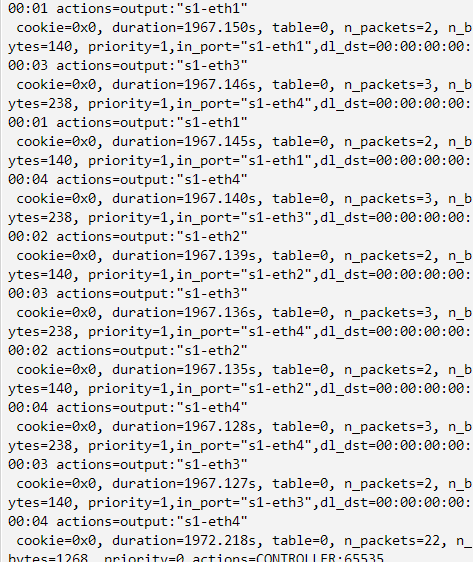 00:01 actions=output:"s1-eth1"
cookie=0x0, duration=1967.150s, table=0, n_packets=2, n_b
ytes=140, priority=1,in_port="s1-eth1",dl_dst=00:00:00:00:
00:03 actions=output:"s1-eth3"
cookie=0x0, duration=1967.146s, table=0, n_packets=3, n_b
ytes=238, priority=1,in_port="s1-eth4",dl_dst=00:00:00:00:
00:01 actions=output:"s1-eth1"
cookie=0x0, duration=1967.145s, table=0, n_packets=2, n_b
ytes=140, priority=1,in_port="s1-eth1",dl_dst=00:00:00:00:
00:04 actions=output:"s1-eth4"
cookie=0x0, duration=1967.140s, table=0, n_packets=3, n_b
ytes=238, priority=1,in_port="s1-eth3",dl_dst=00:00:00:00:
00:02 actions=output:"s1-eth2"
cookie=0x0, duration=1967.139s, table=0, n_packets=2, n_b
ytes=140, priority=1,in_port="s1-eth2",dl_dst=00:00:00:00:
00:03 actions=output:"s1-eth3"
cookie=0x0, duration=1967.136s, table=0, n_packets=3, n_b
ytes=238, priority=1,in_port="s1-eth4",dl_dst=00:00:00:00:
00:02 actions=output:"s1-eth2"
cookie=0x0, duration=1967.135s, table=0, n_packets=2, n_b
ytes=140, priority=1,in_port="s1-eth2",dl_dst=00:00:00:00:
00:04 actions=output:"s1-eth4"
cookie=0x0, duration=1967.128s, table=0, n_packets=3, n_b
ytes=238, priority=1,in_port="s1-eth4",dl_dst=00:00:00:00:
00:03 actions=output:"s1-eth3"
cookie=0x0, duration=1967.127s, table=0, n_packets=2, n_b
ytes=140, priority=1,in_port="s1-eth3",dl_dst=00:00:00:00:
00:04 actions=output:"s1-eth4"
cookie=0x0, duration=1972.218s, table=0, n_packets=22, n_
bytes=1268, priority=0 actions=CONTROLLER:65535